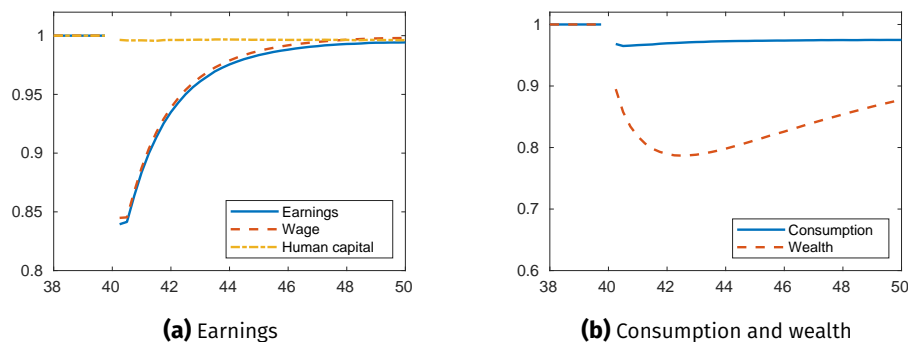 1
0.95
0.9
0.85
0.8
38 40 42 44 46 48 50
Earnings
Wage
Human capital
(a) Earnings
1
0.9
0.8
0.7
0.6
38 40 42 44 46 48 50
Consumption
Wealth
(b) Consumption and wealth